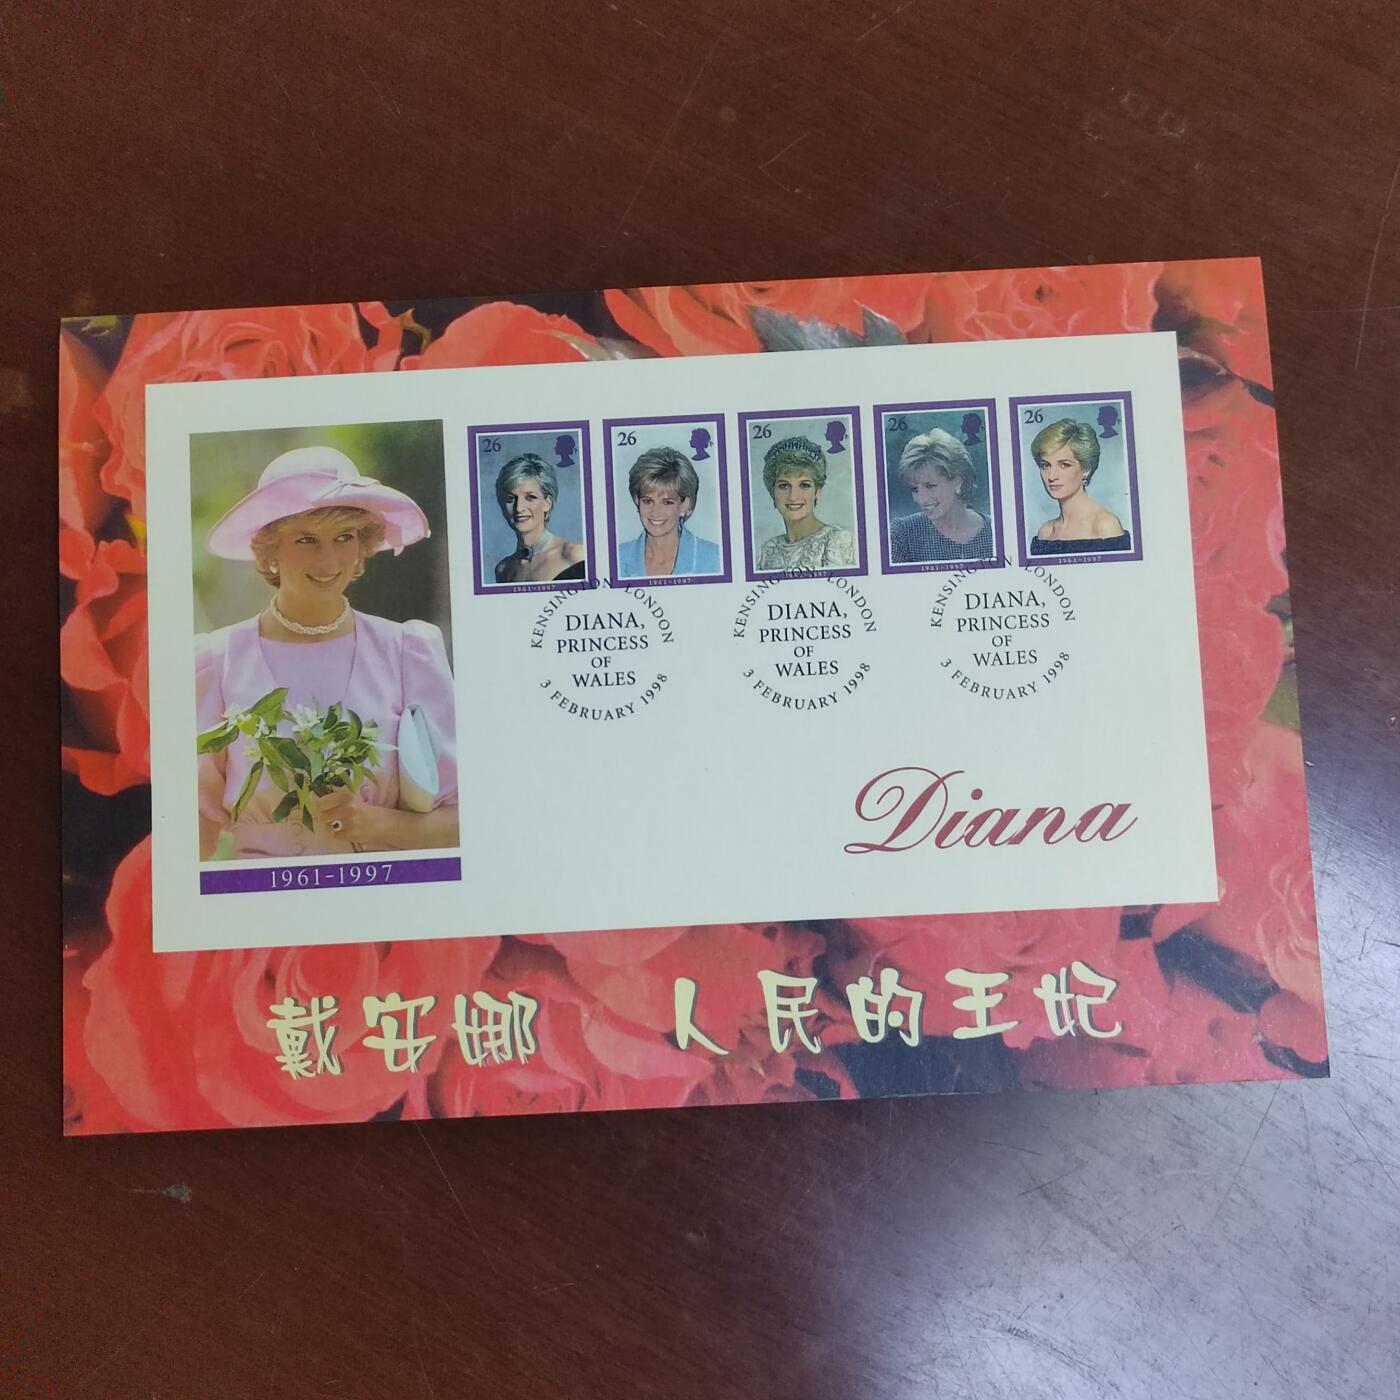 26
26
26
26
26
1961-1997
1961-1997
1961-1997
1961-1997
1961-1997
KENSINGTON LONDON
DIANA,
PRINCESS
OF
WALES
3 FEBRUARY 1998
KENSINGTON LONDON
DIANA,
PRINCESS
OF
WALES
3 FEBRUARY 1998
KENSINGTON LONDON
DIANA,
PRINCESS
OF
WALES
3 FEBRUARY 1998
Diana
1961-1997
戴安娜 人民的王妃